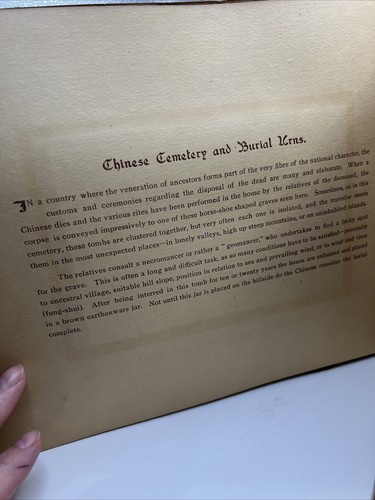 Chinese Cemetery and Burial Urns.
IN a country where the veneration of ancestors forms part of the very fibre of the national character, the
customs and ceremonies regarding the disposal of the dead are many and elaborate. When a
Chinese dies and the various rites have been performed in the house by the relatives of the deceased, the
corpse is conveyed impressively to one of these horse-shoe shaped graves seen here. Sometimes, as in this
cemetery, these tombs are clustered together, but very often each one is isolated, and the traveller meets
them in the most unexpected places—in lonely valleys, high up steep mountains, or on uninhabited islands.
The relatives consult a necromancer or rather a "geomancer," who undertakes to find a lucky spot
for the grave. This is often a long and difficult task, as so many conditions have to be satisfied—proximity
to ancestral village, suitable hill slope, position in relation to sea and prevailing wind, as to wind and river
(fung-shui). After being interred in this tomb for ten or twenty years the bones are exhumed and placed
in a brown earthenware jar. Not until this jar is placed on the hillside do the Chinese consider the burial
complete.